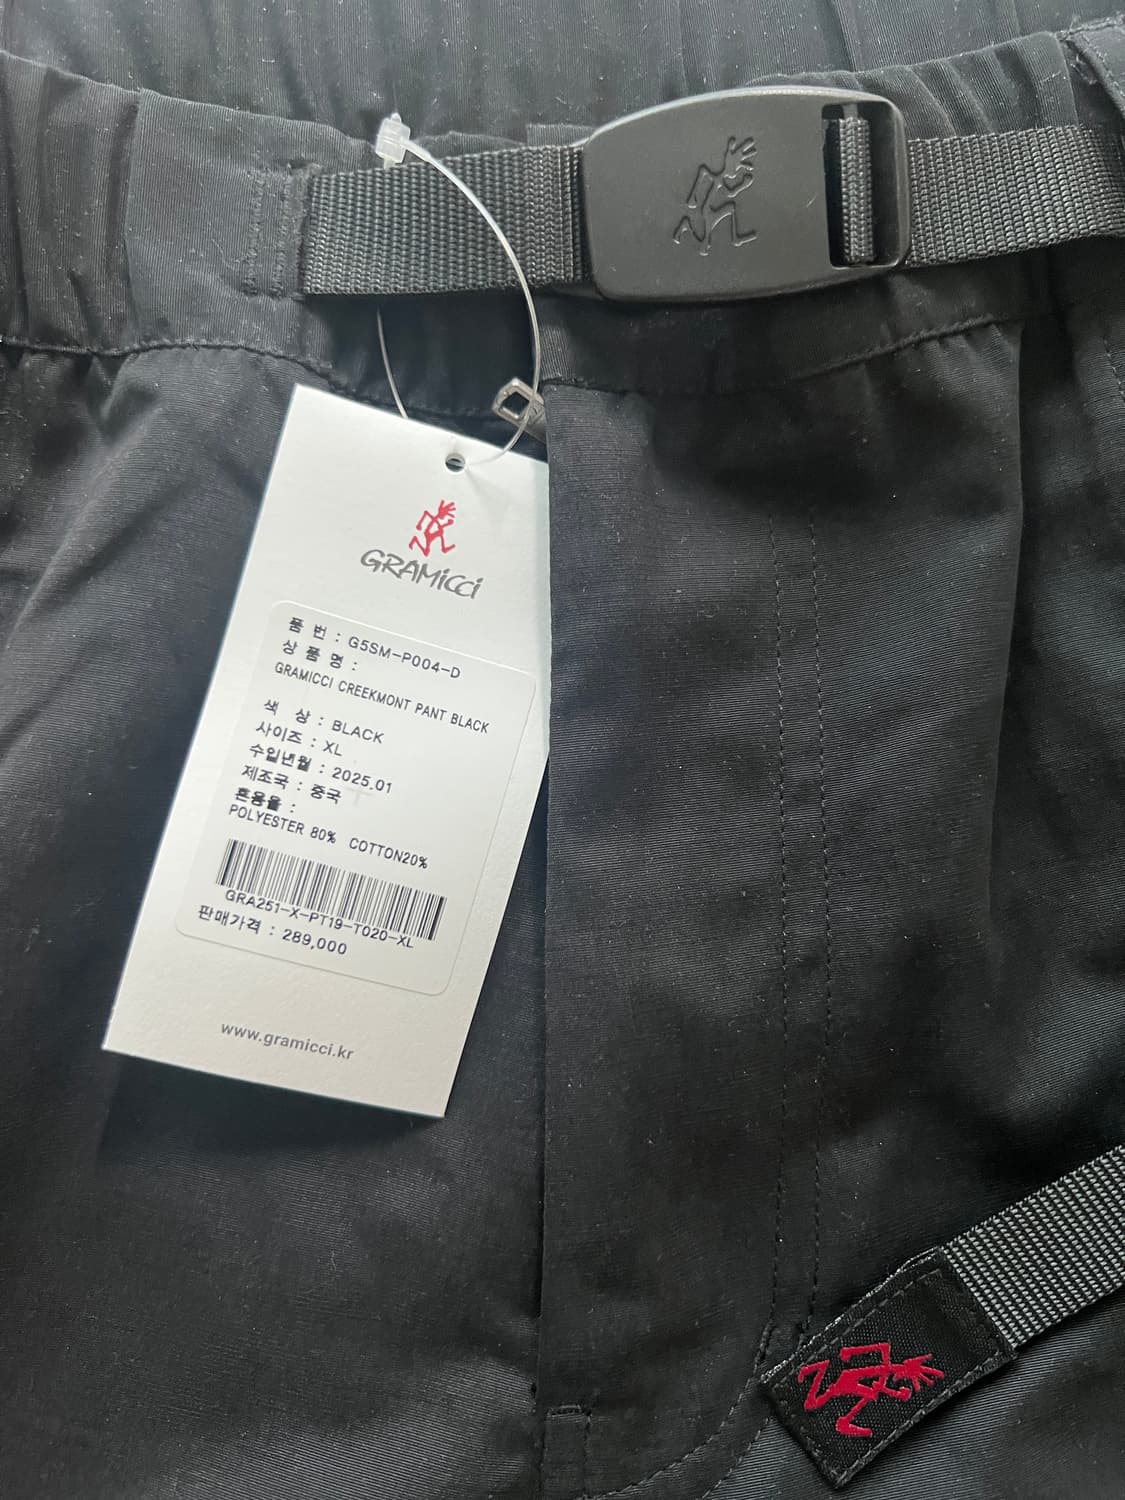 GRAMiCCi
품 번 : G5SM-P004-D
상 품 명 :
GRAMICCI CREEKMONT PANT BLACK
색 상 : BLACK
사이즈 : XL
수입년월 : 2025.01
제조국 : 중국
혼용율 :
POLYESTER 80% COTTON20%
GRA251-X-PT19-T020-XL
판매가격 : 289,000
www.gramicci.kr